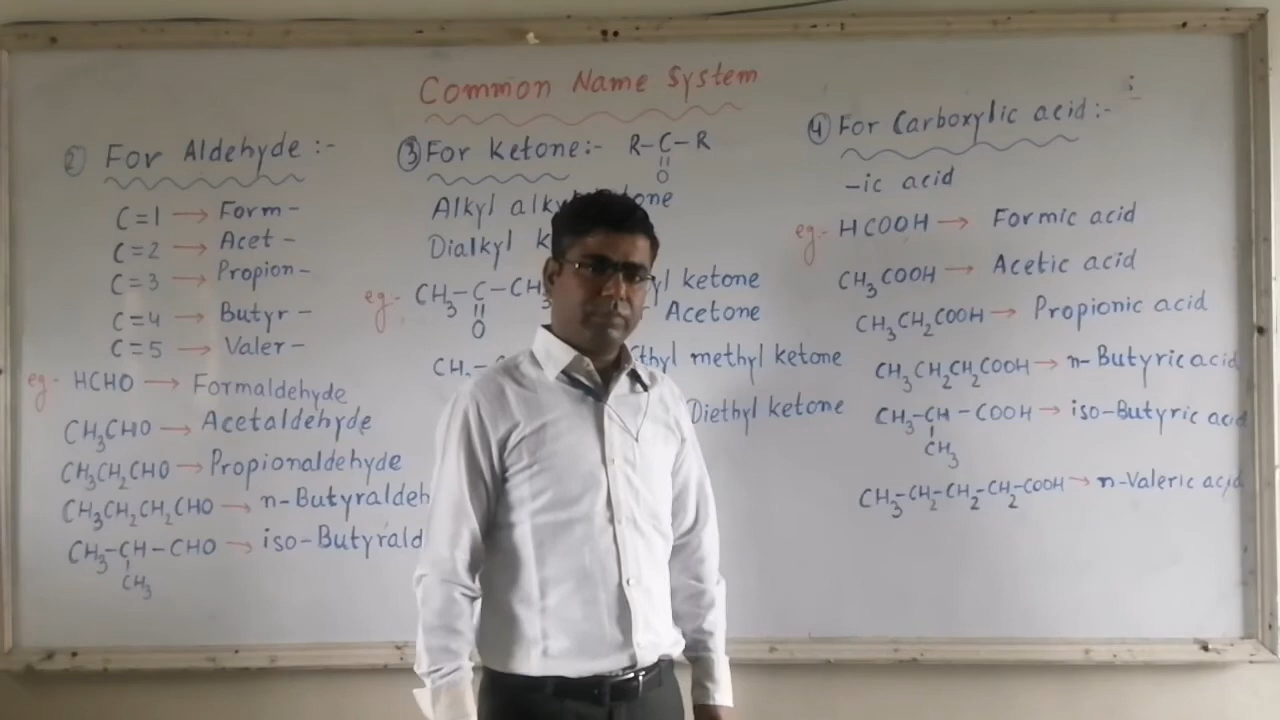 Common Name System
② For Aldehyde :-
C=1 → Form-
C=2 → Acet-
C=3 → Propion-
C=4 → Butyr-
C=5 → Valer-
eg:- HCHO → Formaldehyde
CH₃CHO → Acetaldehyde
CH₃CH₂CHO → Propionaldehyde
CH₃CH₂CH₂CHO → n-Butyraldeh
CH₃-CH-CHO → iso-Butyrald
CH₃
③ For Ketone:- R-C-R
O
Alkyl alky one
Dialkyl k
eg:- CH₃-C-CH₃ yl ketone
O Acetone
CH₃- thyl methyl ketone
Diethyl ketone
④ For Carboxylic acid:-
-ic acid
eg:- HCOOH → Formic acid
CH₃COOH → Acetic acid
CH₃CH₂COOH → Propionic acid
CH₃CH₂CH₂COOH → n-Butyric acid
CH₃-CH-COOH → iso-Butyric acid
CH₃
CH₃-CH₂-CH₂-CH₂-COOH → n-Valeric acid